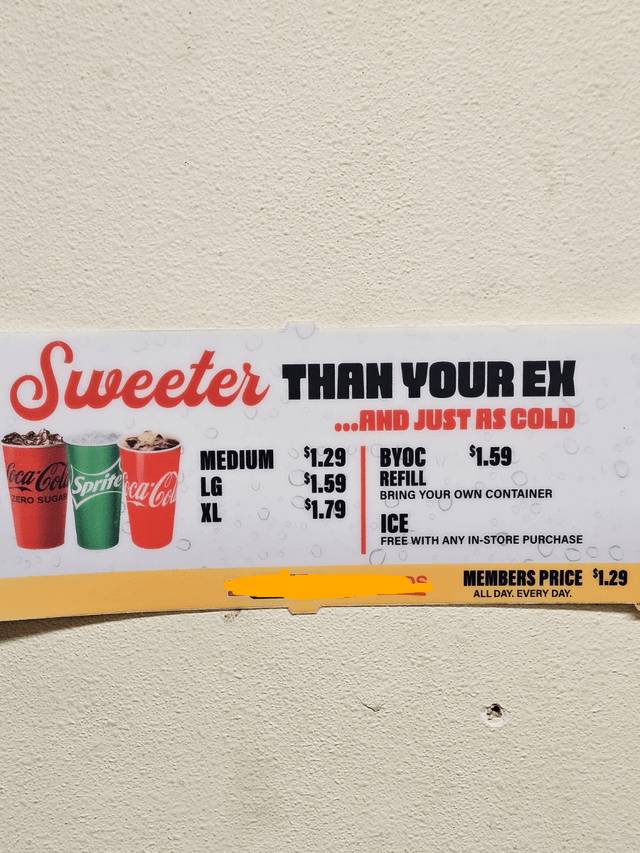 Sweeter THAN YOUR EX
...AND JUST AS COLD
Coca-Cola
ZERO SUGAR
Sprite
Coca-Cola
MEDIUM $1.29
LG $1.59
XL $1.79
BYOC $1.59
REFILL
BRING YOUR OWN CONTAINER
ICE
FREE WITH ANY IN-STORE PURCHASE
MEMBERS PRICE $1.29
ALL DAY. EVERY DAY.